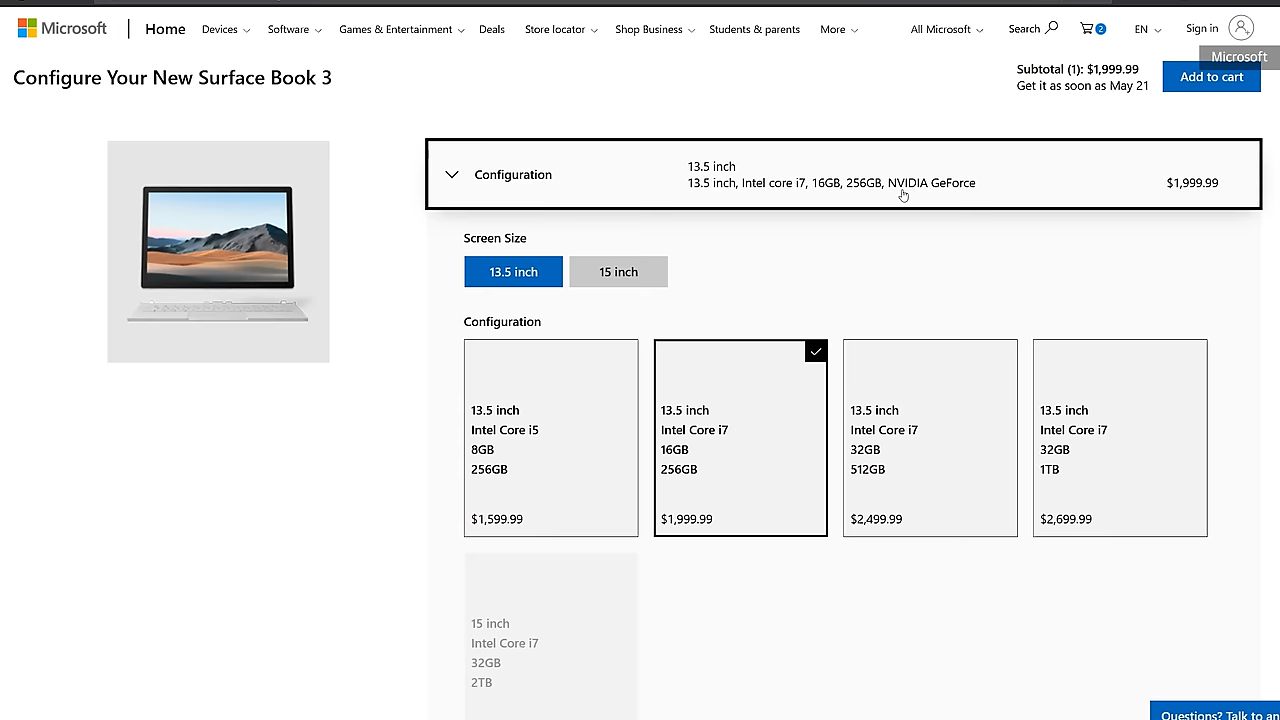 Microsoft
Home
Devices
Software
Games & Entertainment
Deals
Store locator
Shop Business
Students & parents
More
All Microsoft
Search
2
EN
Sign in
Microsoft
Configure Your New Surface Book 3
Subtotal (1): $1,999.99
Get it as soon as May 21
Add to cart
Configuration
13.5 inch
13.5 inch, Intel core i7, 16GB, 256GB, NVIDIA GeForce
$1,999.99
Screen Size
13.5 inch
15 inch
Configuration
13.5 inch
Intel Core i5
8GB
256GB
$1,599.99
13.5 inch
Intel Core i7
16GB
256GB
$1,999.99
13.5 inch
Intel Core i7
32GB
512GB
$2,499.99
13.5 inch
Intel Core i7
32GB
1TB
$2,699.99
15 inch
Intel Core i7
32GB
2TB
Questions? Talk to an